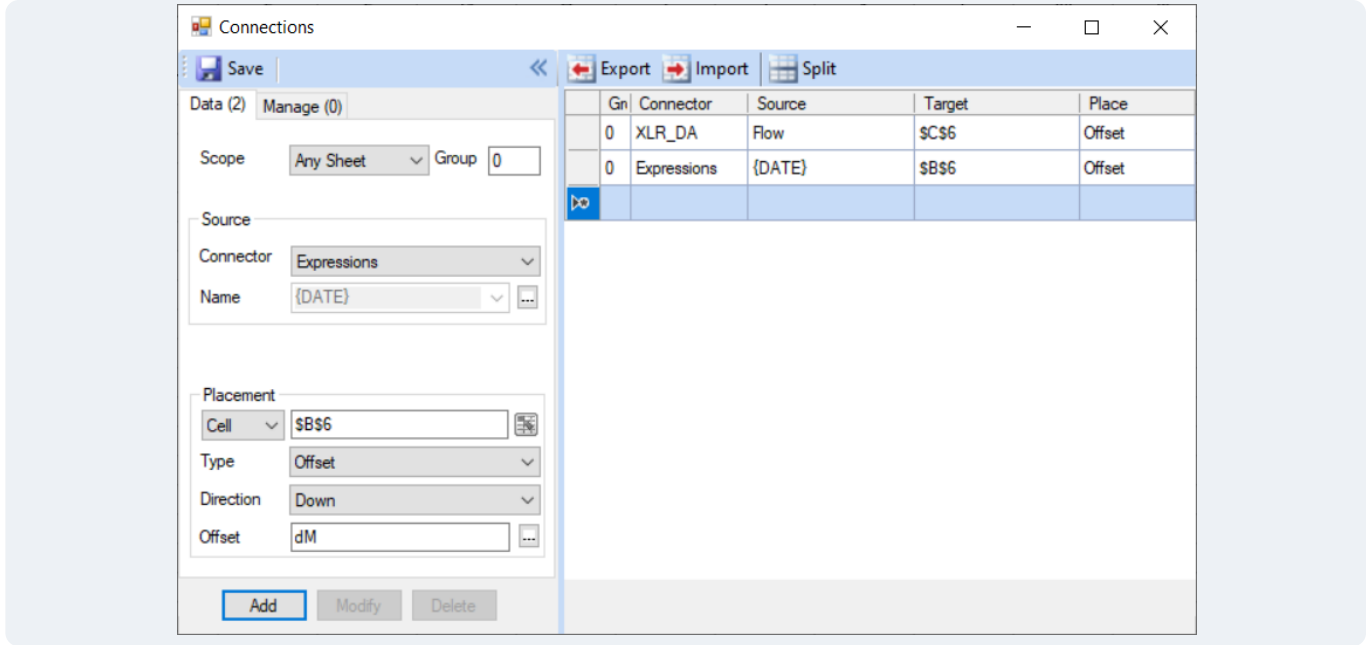 Connections
Save
Export Import Split
Data (2) Manage (0)
Gr Connector Source Target Place
0 XLR_DA Flow $C$6 Offset
0 Expressions {DATE} $B$6 Offset
Scope Any Sheet Group 0
Source
Connector Expressions
Name {DATE} ...
Placement
Cell $B$6
Type Offset
Direction Down
Offset dM ...
Add Modify Delete